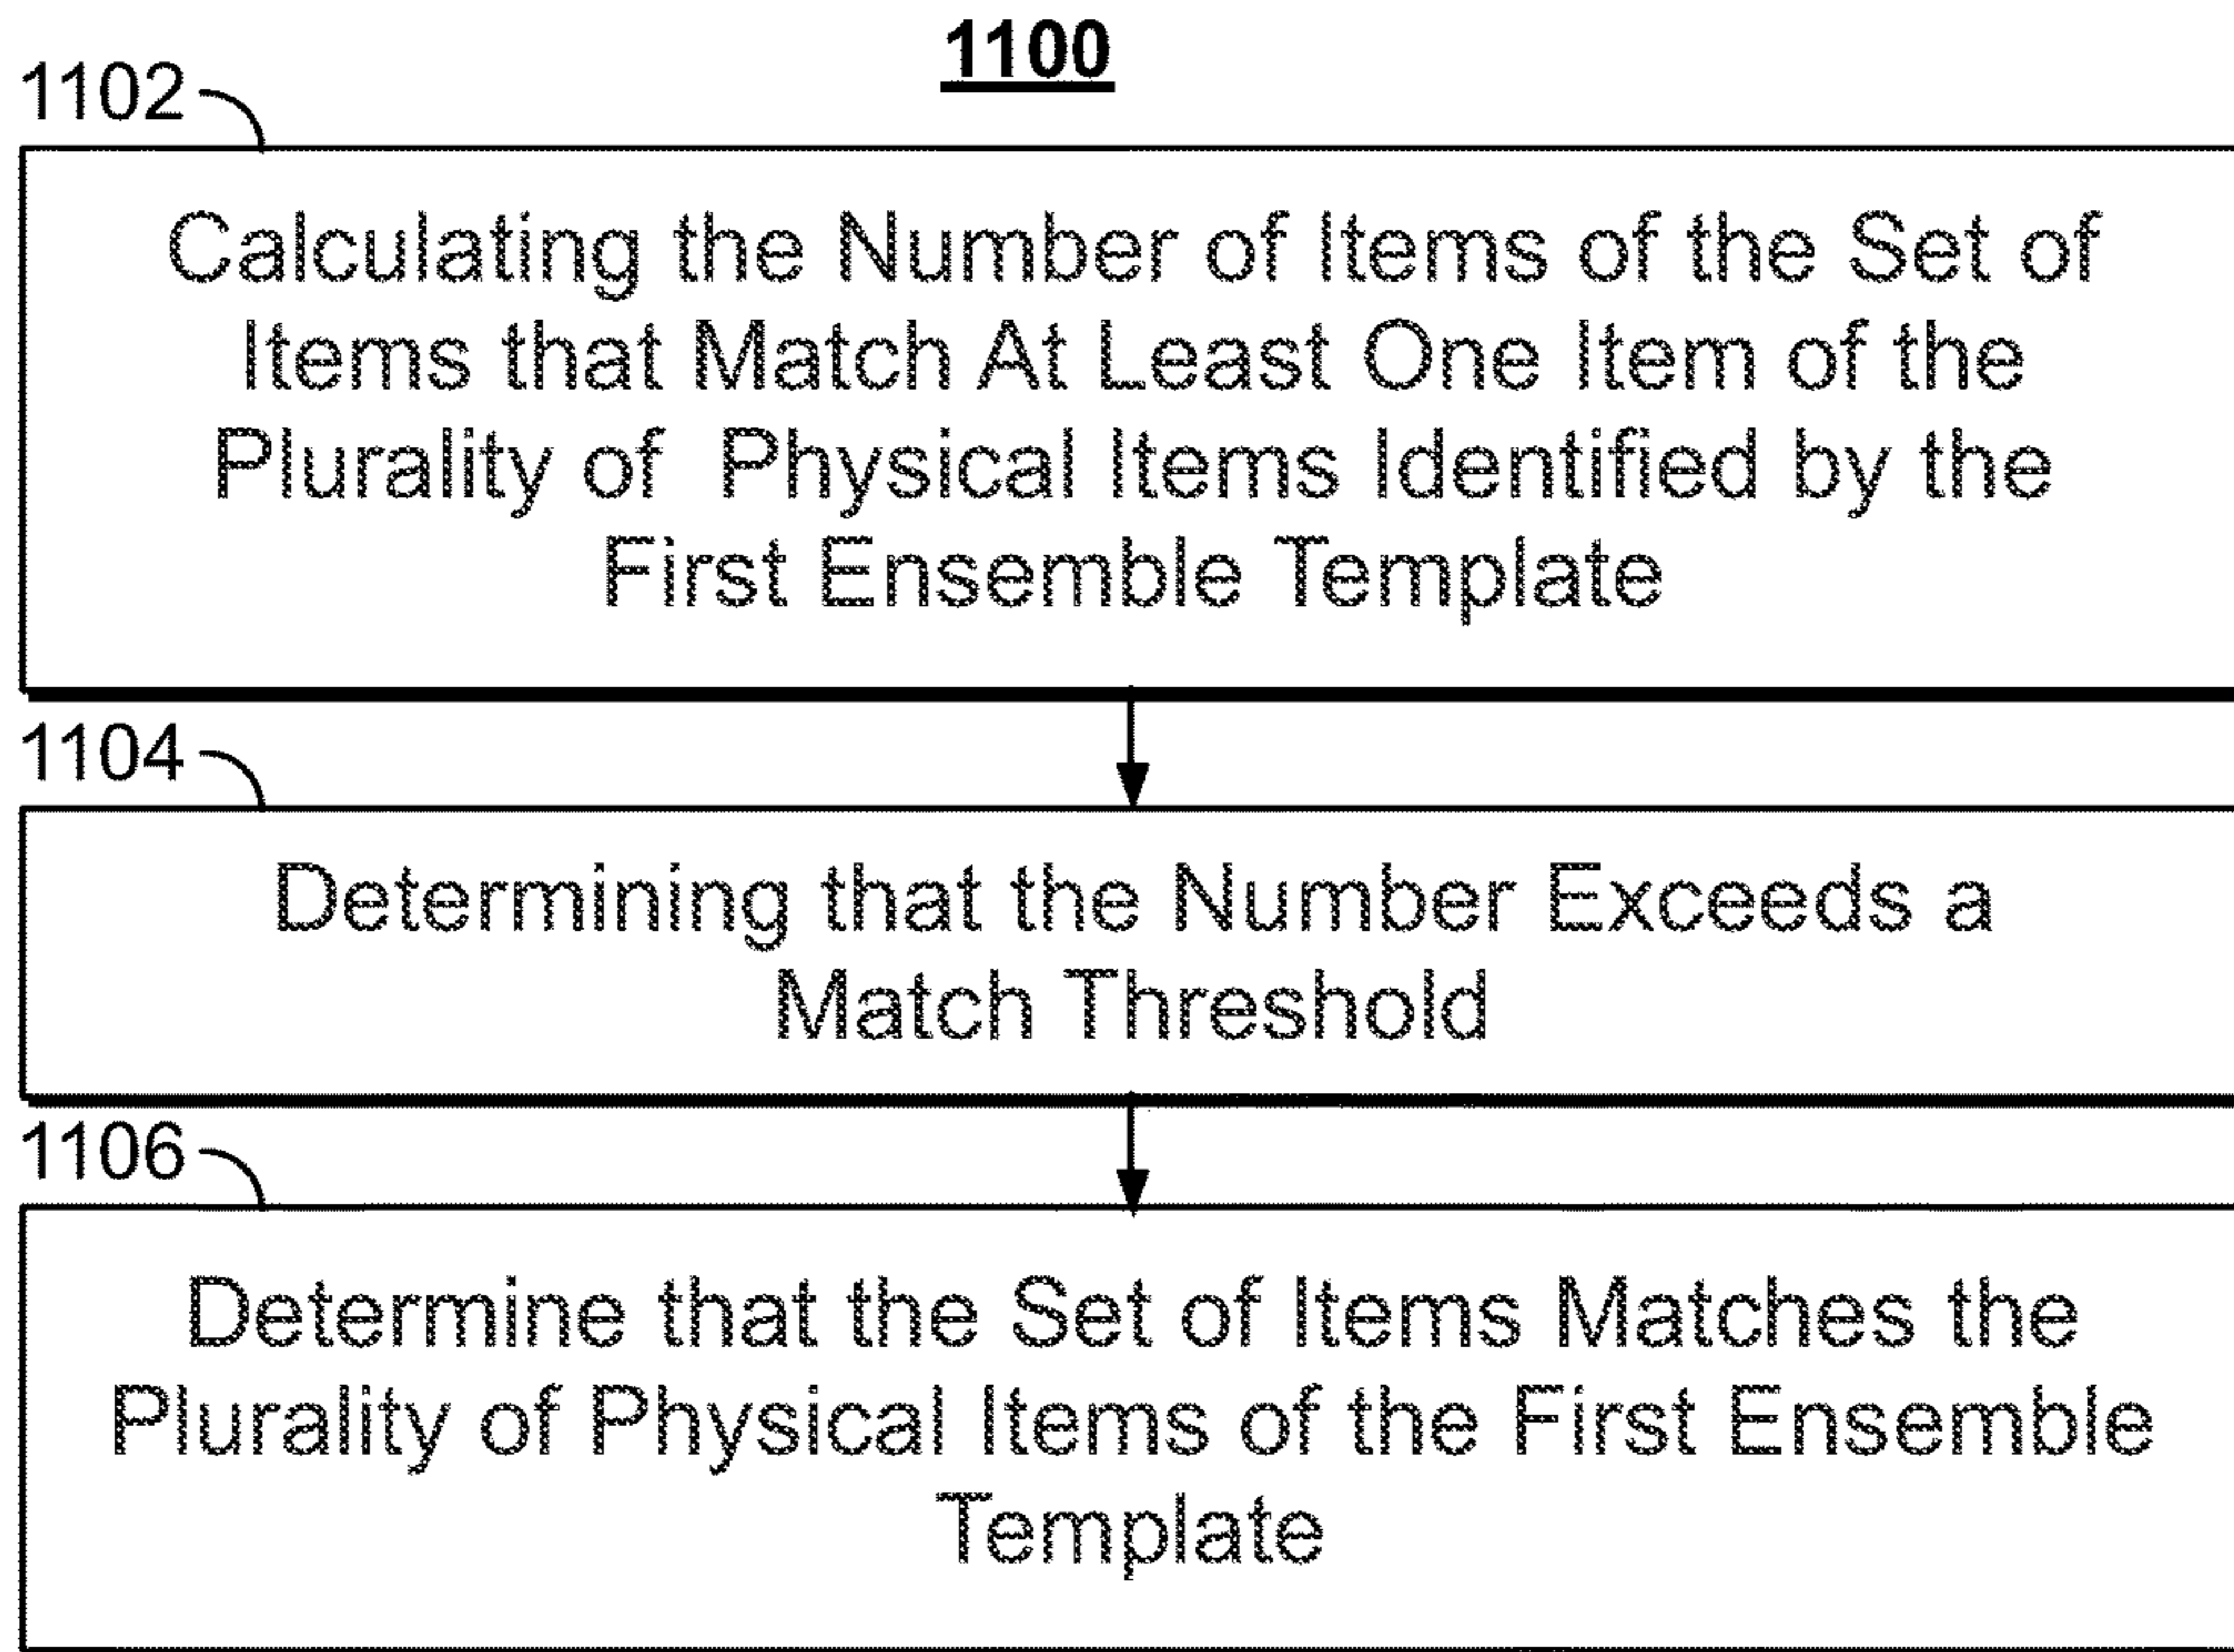 1100
1102
Calculating the Number of Items of the Set of
Items that Match At Least One Item of the
Plurality of Physical Items Identified by the
First Ensemble Template
1104
Determining that the Number Exceeds a
Match Threshold
1106
Determine that the Set of Items Matches the
Plurality of Physical Items of the First Ensemble
Template